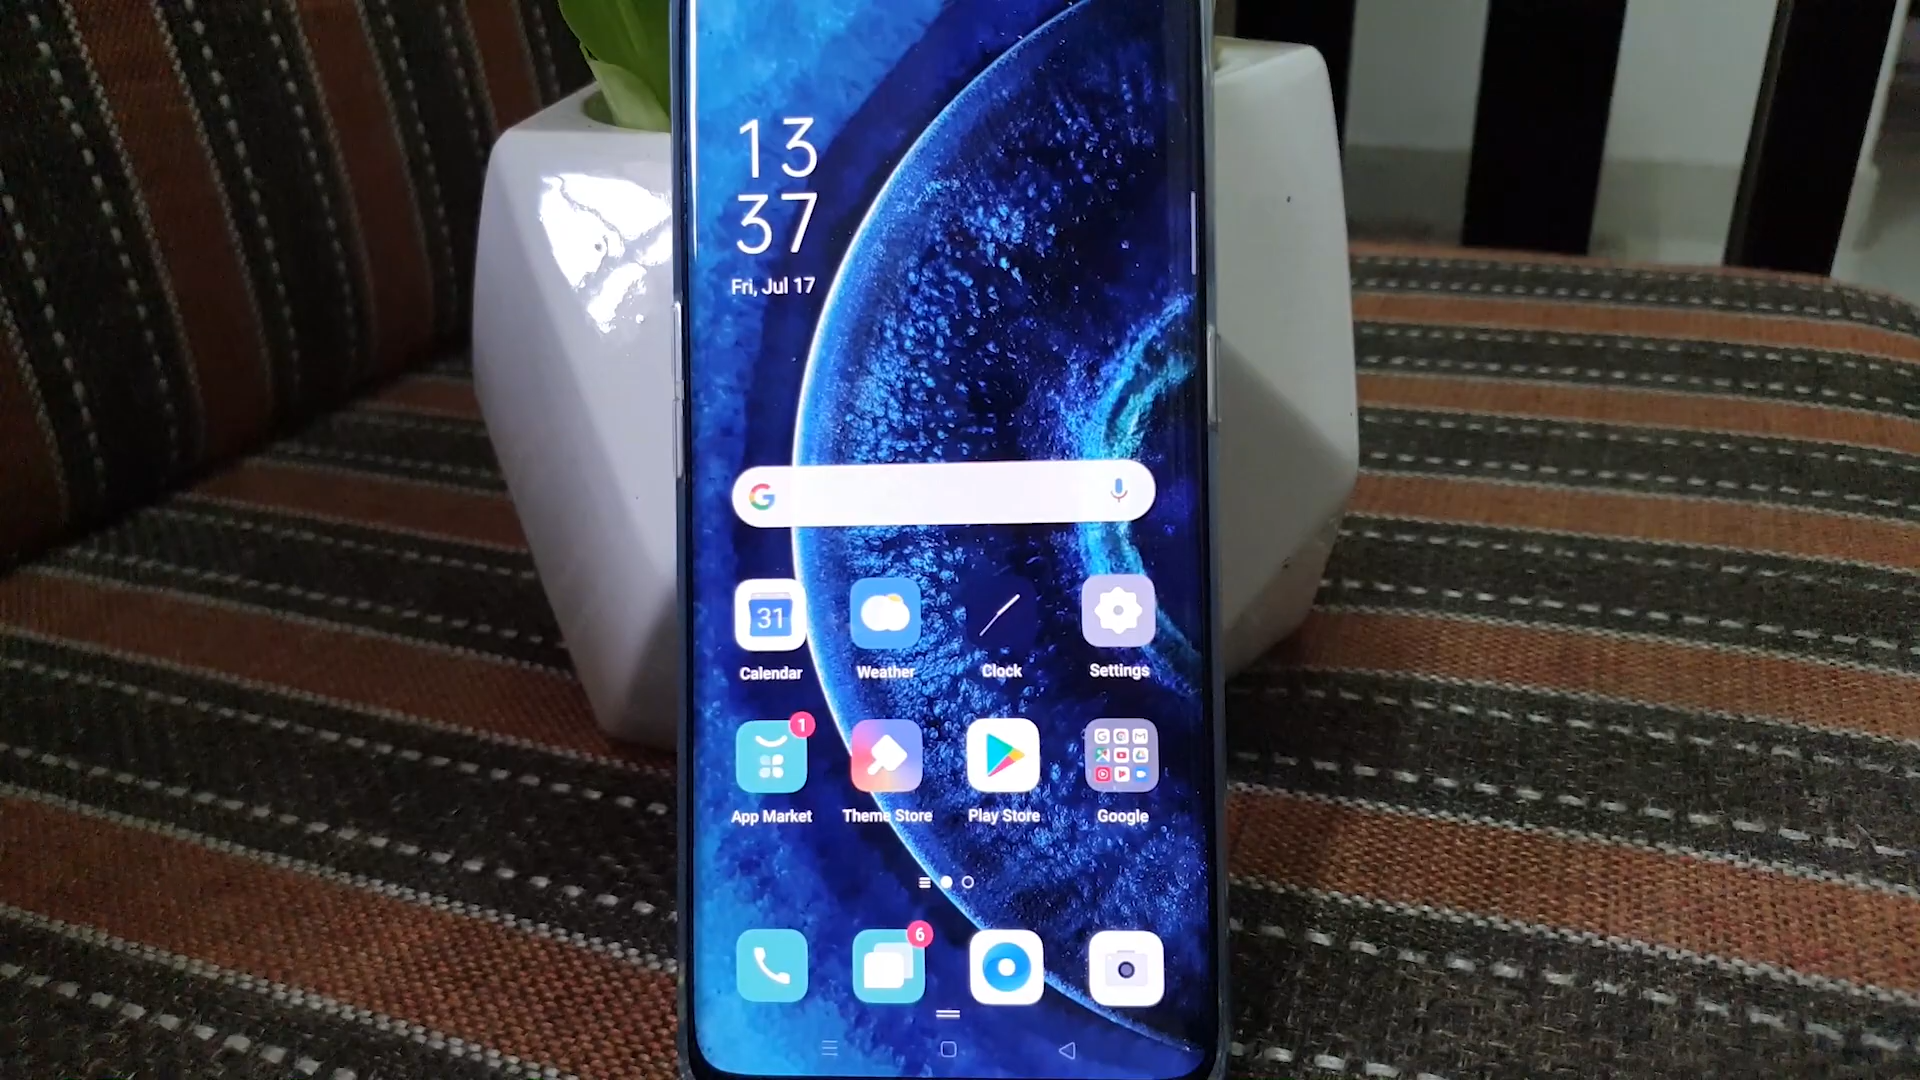 13
37
Fri, Jul 17
G
31
Calendar
Weather
Clock
Settings
1
App Market
Theme Store
Play Store
Google
6